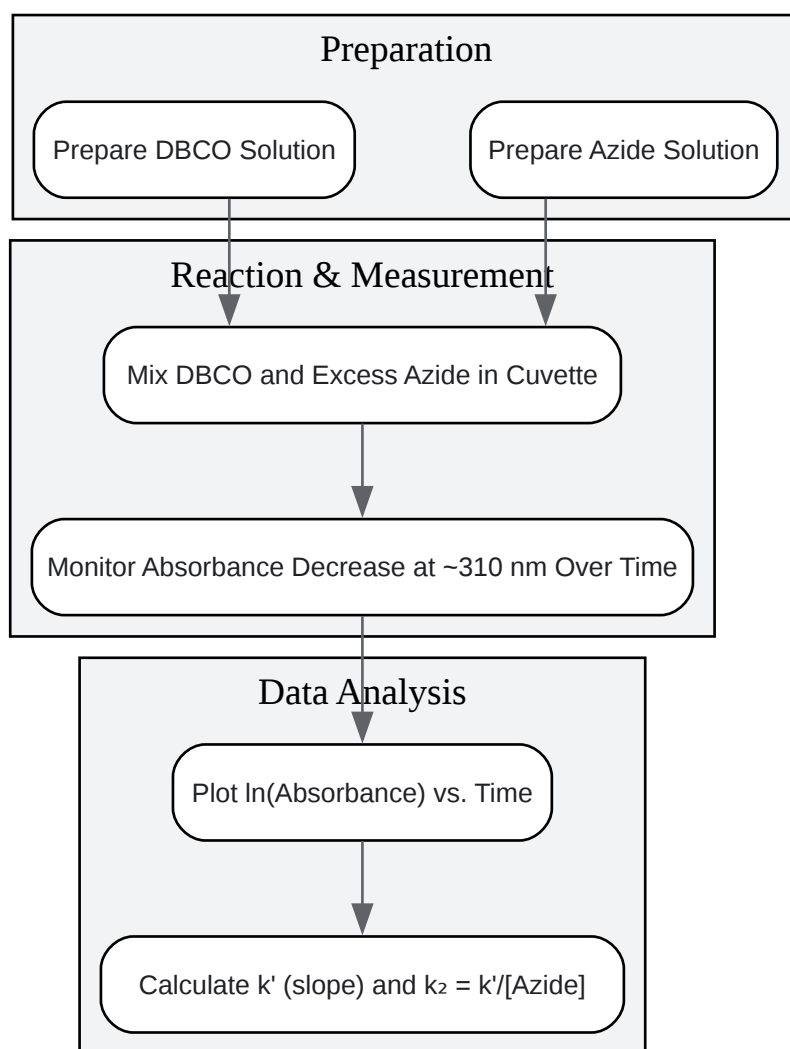 Preparation
Prepare DBCO Solution
Prepare Azide Solution
Reaction & Measurement
Mix DBCO and Excess Azide in Cuvette
Monitor Absorbance Decrease at ~310 nm Over Time
Data Analysis
Plot ln(Absorbance) vs. Time
Calculate k' (slope) and k₂ = k'/[Azide]